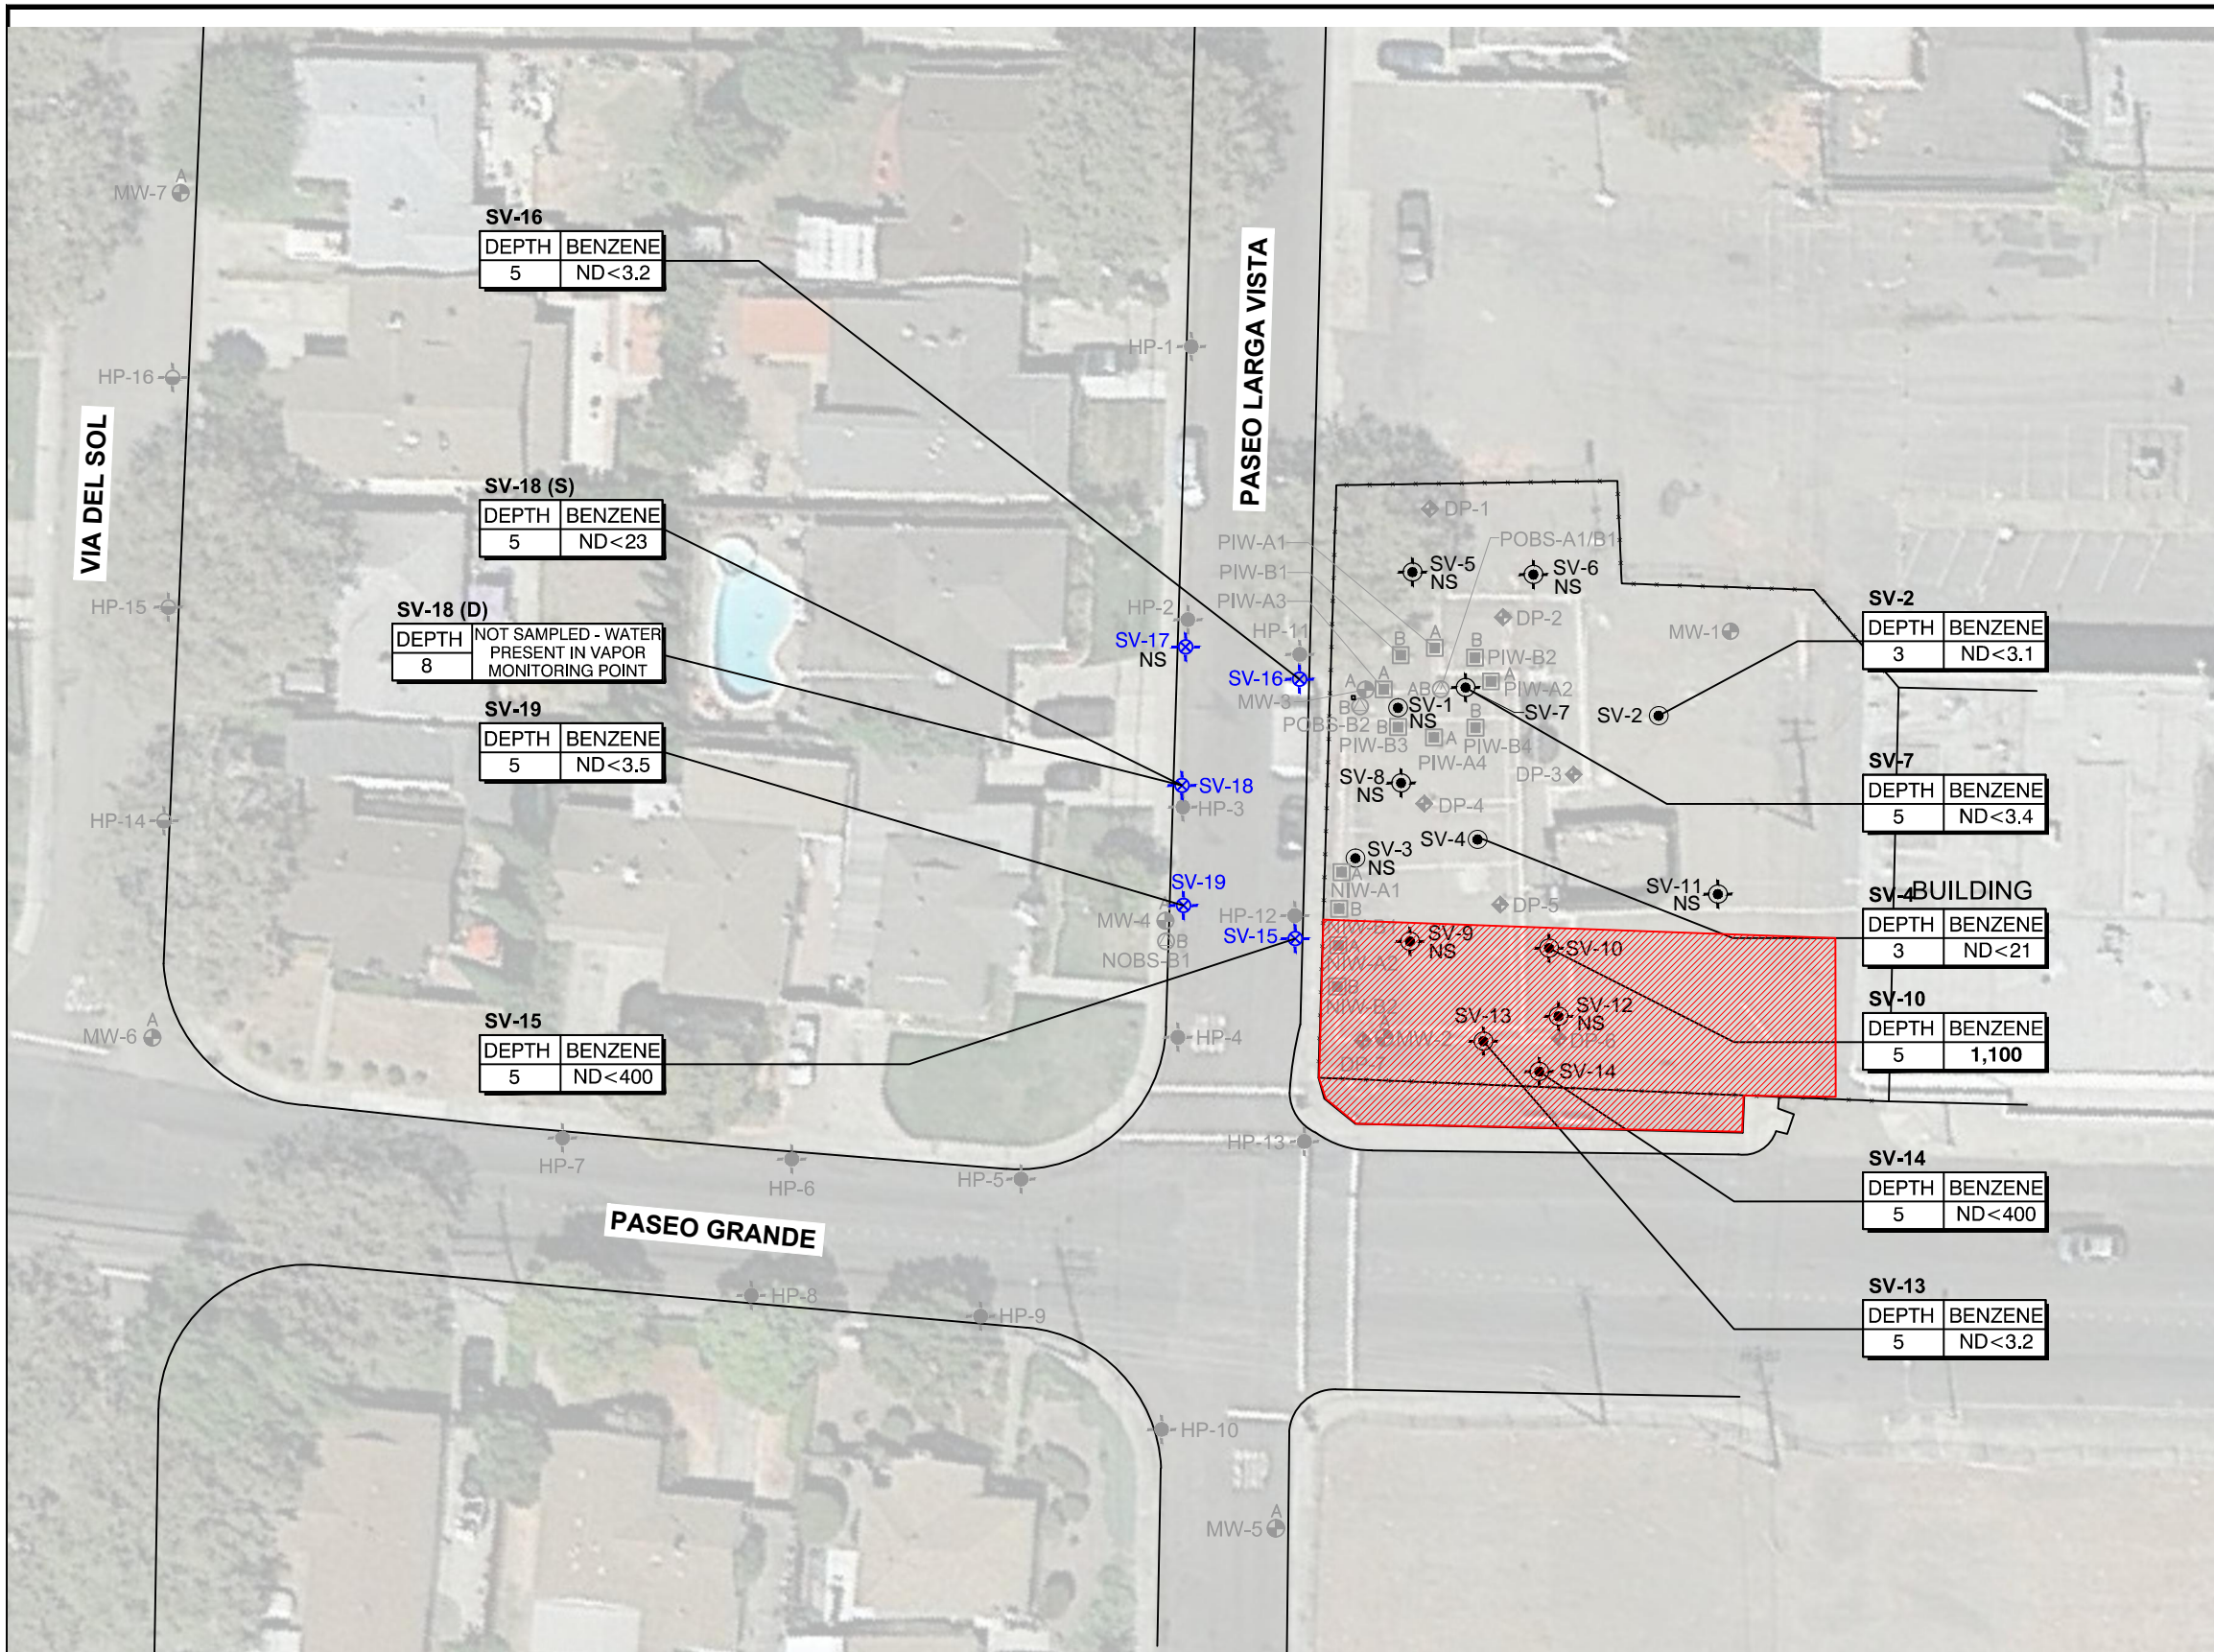 MW-7
A
HP-16
VIA DEL SOL
HP-15
HP-14
MW-6
A
SV-16
DEPTH BENZENE
5 ND<3.2
SV-18 (S)
DEPTH BENZENE
5 ND<23
SV-18 (D)
DEPTH NOT SAMPLED - WATER PRESENT IN VAPOR MONITORING POINT
8
SV-19
DEPTH BENZENE
5 ND<3.5
SV-15
DEPTH BENZENE
5 ND<400
PASEO LARGA VISTA
HP-1
HP-2
SV-17
NS
HP-11
SV-16
MW-3
A
SV-18
HP-3
SV-19
A
MW-4
B
NOBS-B1
HP-12
SV-15
HP-4
HP-13
HP-7
HP-6
HP-5
PASEO GRANDE
HP-8
HP-9
HP-10
MW-5
A
DP-1
PIW-A1
PIW-B1
PIW-A3
POBS-A1/B1
SV-5
NS
SV-6
NS
DP-2
MW-1
B
A
B
PIW-B2
A
AB
A
PIW-A2
SV-7
B
POBS-B2
SV-1
NS
B
PIW-B3
A
PIW-A4
B
PIW-B4
SV-2
DP-3
SV-8
NS
DP-4
SV-4
SV-3
NS
A
NIW-A1
B
NIW-B1
DP-5
SV-11
NS
BUILDING
A
NIW-A2
B
NIW-B2
SV-9
NS
SV-10
SV-12
NS
SV-13
DP-6
MW-2
DP-7
SV-14
SV-2
DEPTH BENZENE
3 ND<3.1
SV-7
DEPTH BENZENE
5 ND<3.4
SV-4
DEPTH BENZENE
3 ND<21
SV-10
DEPTH BENZENE
5 1,100
SV-14
DEPTH BENZENE
5 ND<400
SV-13
DEPTH BENZENE
5 ND<3.2